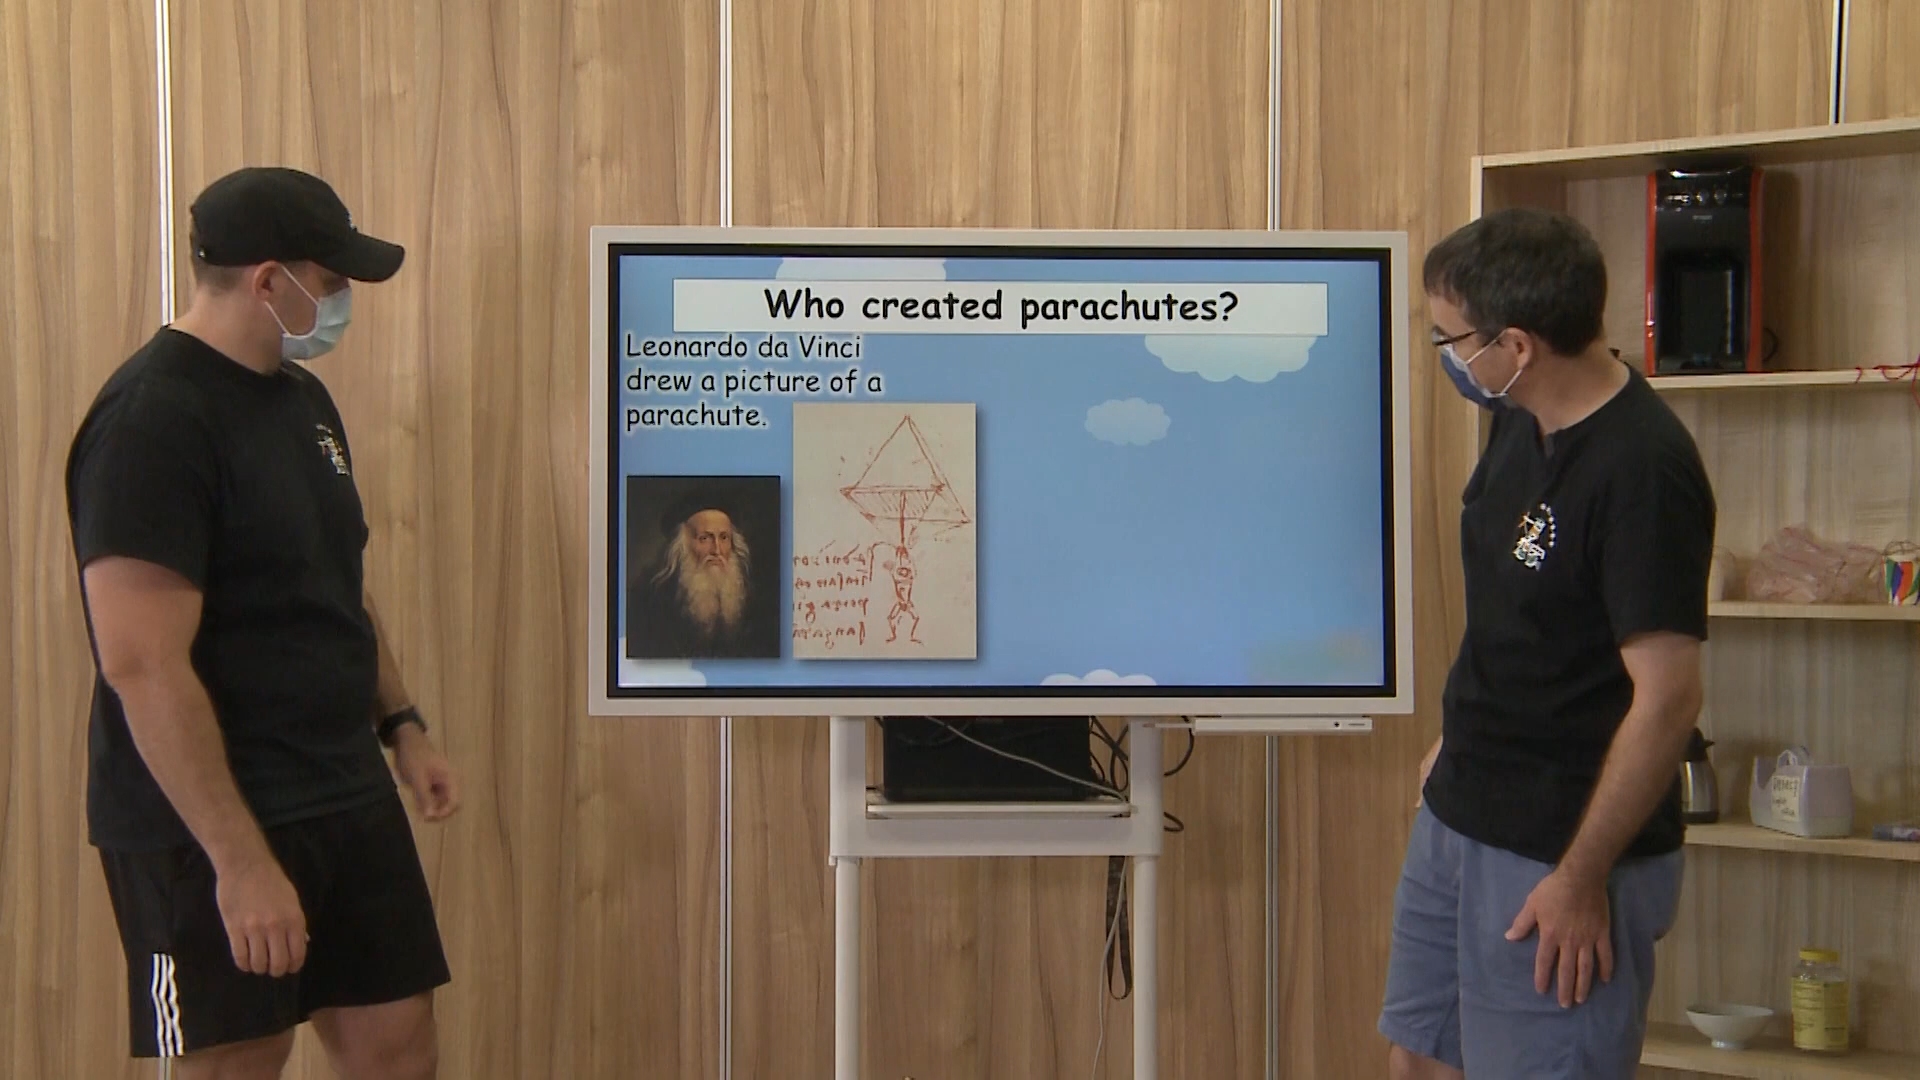 Who created parachutes?
Leonardo da Vinci
drew a picture of a
parachute.